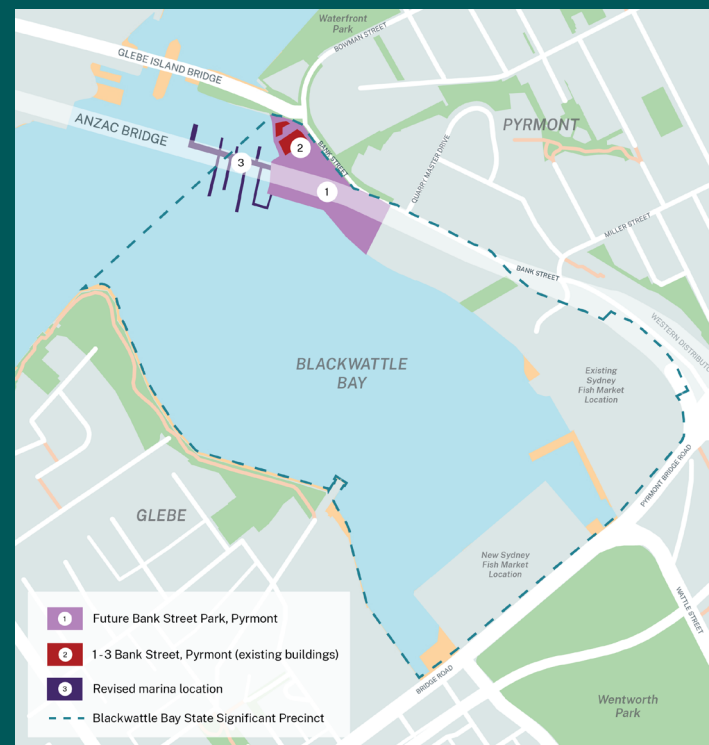 Waterfront
Park
BOWMAN STREET
GLEBE ISLAND BRIDGE
ANZAC BRIDGE
PYRMONT
2
BANK STREET
3
1
QUARRY MASTER DRIVE
MILLER STREET
BANK STREET
WESTERN DISTRIBUTOR
BLACKWATTLE
BAY
Existing
Sydney
Fish Market
Location
PYRMONT BRIDGE ROAD
GLEBE
New Sydney
Fish Market
Location
WATTLE STREET
BRIDGE ROAD
Wentworth
Park
1 Future Bank Street Park, Pyrmont
2 1-3 Bank Street, Pyrmont (existing buildings)
3 Revised marina location
Blackwattle Bay State Significant Precinct